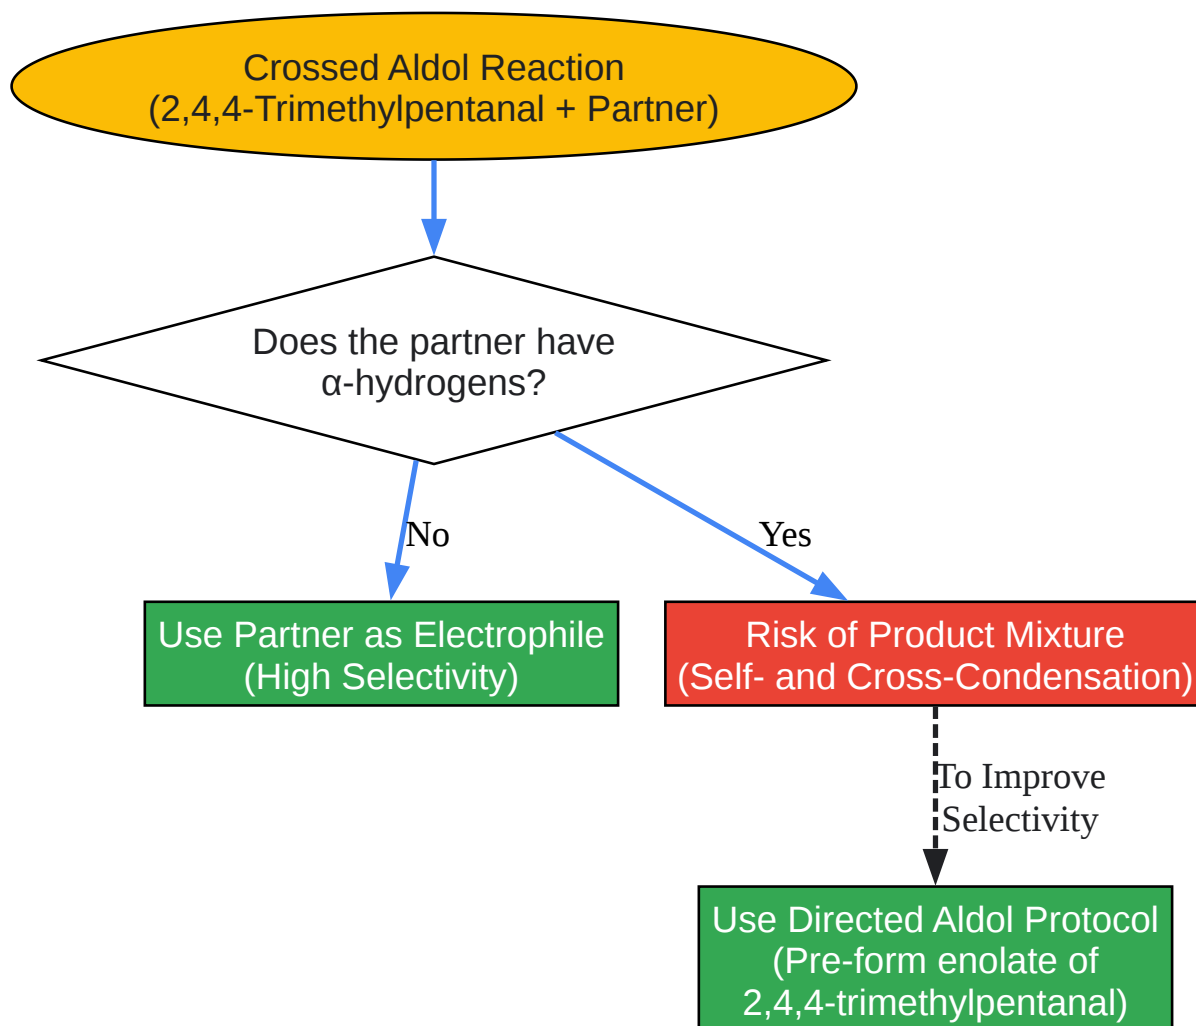 Crossed Aldol Reaction
(2,4,4-Trimethylpentanal + Partner)
Does the partner have
α-hydrogens?
No
Yes
Use Partner as Electrophile
(High Selectivity)
Risk of Product Mixture
(Self- and Cross-Condensation)
To Improve
Selectivity
Use Directed Aldol Protocol
(Pre-form enolate of
2,4,4-trimethylpentanal)